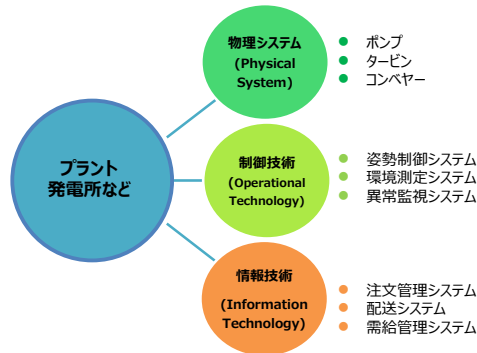 プラント
発電所など
物理システム
(Physical
System)
ポンプ
タービン
コンベヤー
制御技術
(Operational
Technology)
姿勢制御システム
環境測定システム
異常監視システム
情報技術
(Information
Technology)
注文管理システム
配送システム
需給管理システム